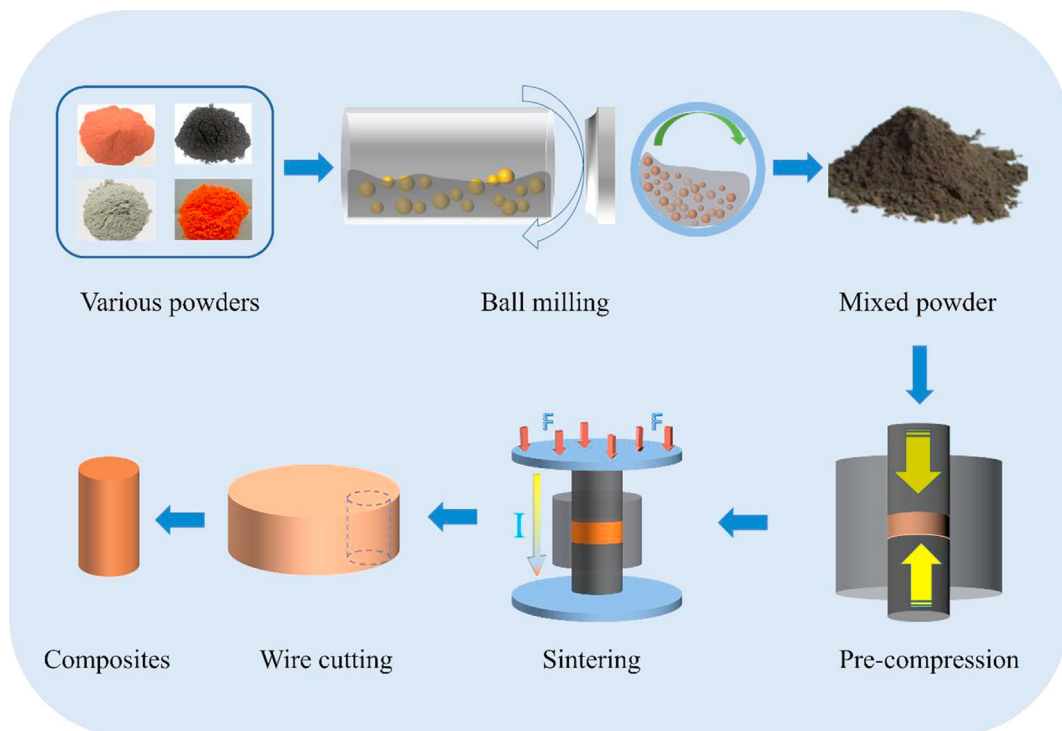 Various powders
Ball milling
Mixed powder
F
F
I
Composites
Wire cutting
Sintering
Pre-compression